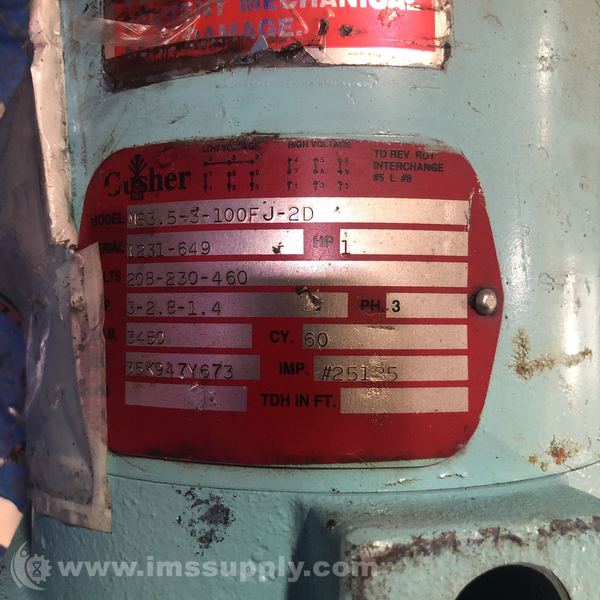 MECHANICAL
DAMAGE.
Gusher
LOW VOLTAGE
HIGH VOLTAGE
TO REV. ROT
INTERCHANGE
#5 L #8
MODEL 3.5-3-100FJ-2D
1231-649 HP 1
208-230-460
3-2.8-1.4 PH. 3
3450 CY. 60
35K947Y673 IMP.
TDH IN FT.
www.imssupply.com